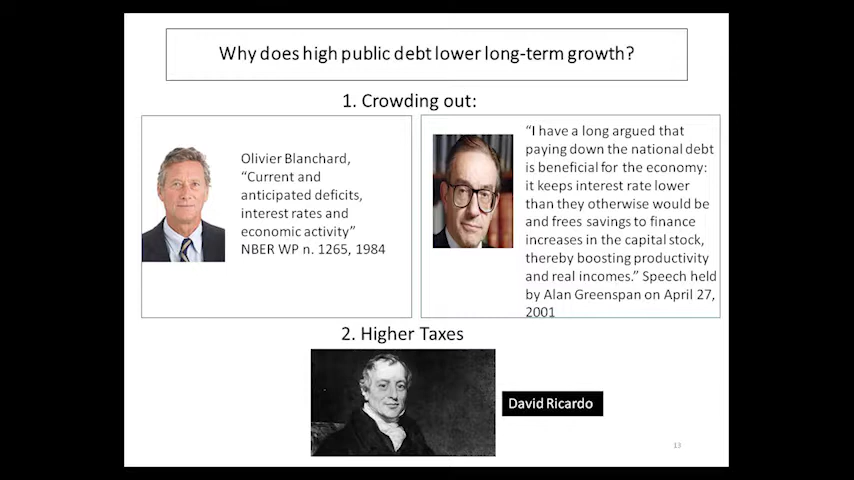 Why does high public debt lower long-term growth?
1. Crowding out:
Olivier Blanchard,
“Current and
anticipated deficits,
interest rates and
economic activity”
NBER WP n. 1265, 1984
“I have a long argued that
paying down the national debt
is beneficial for the economy:
it keeps interest rate lower
than they otherwise would be
and frees savings to finance
increases in the capital stock,
thereby boosting productivity
and real incomes.” Speech held
by Alan Greenspan on April 27,
2001
2. Higher Taxes
David Ricardo
13